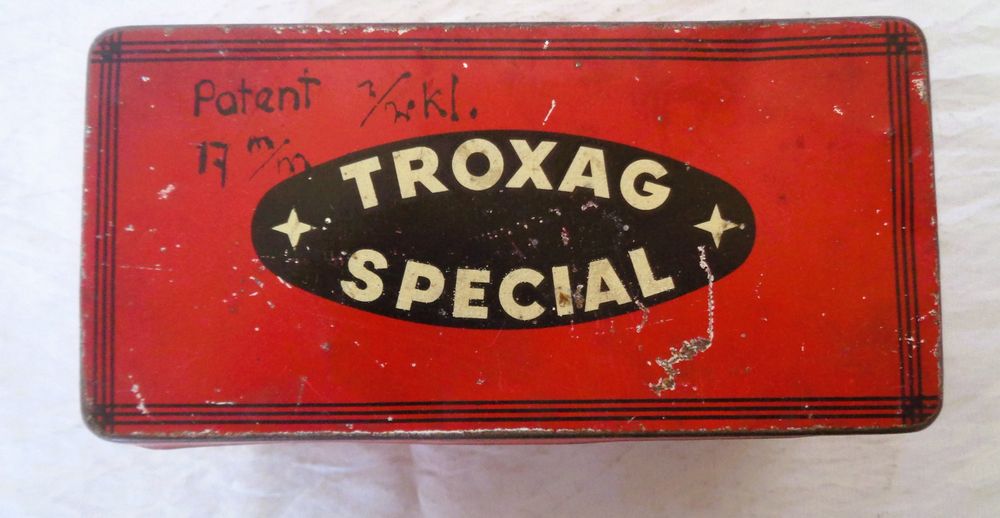 Patent
17 m/m
TROXAG
SPECIAL